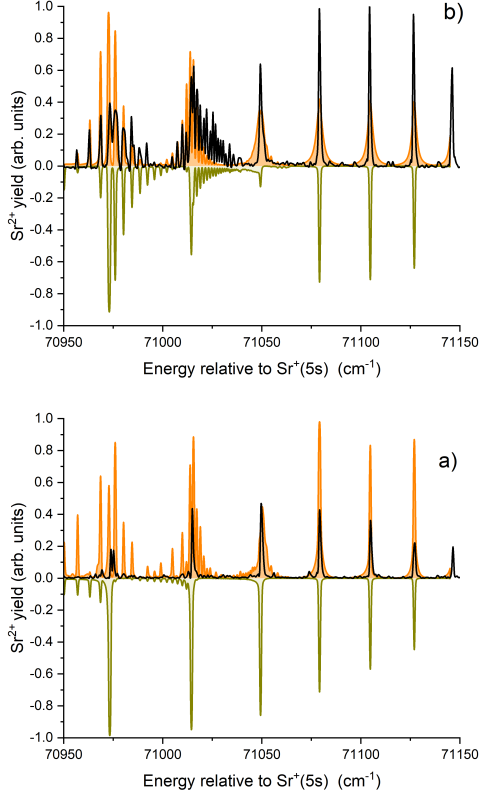 b)
1.0
0.8
0.6
0.4
0.2
0.0
-0.2
-0.4
-0.6
-0.8
-1.0
Sr²⁺ yield (arb. units)
70950 71000 71050 71100 71150
Energy relative to Sr⁺(5s) (cm⁻¹)
a)
1.0
0.8
0.6
0.4
0.2
0.0
-0.2
-0.4
-0.6
-0.8
-1.0
Sr²⁺ yield (arb. units)
70950 71000 71050 71100 71150
Energy relative to Sr⁺(5s) (cm⁻¹)